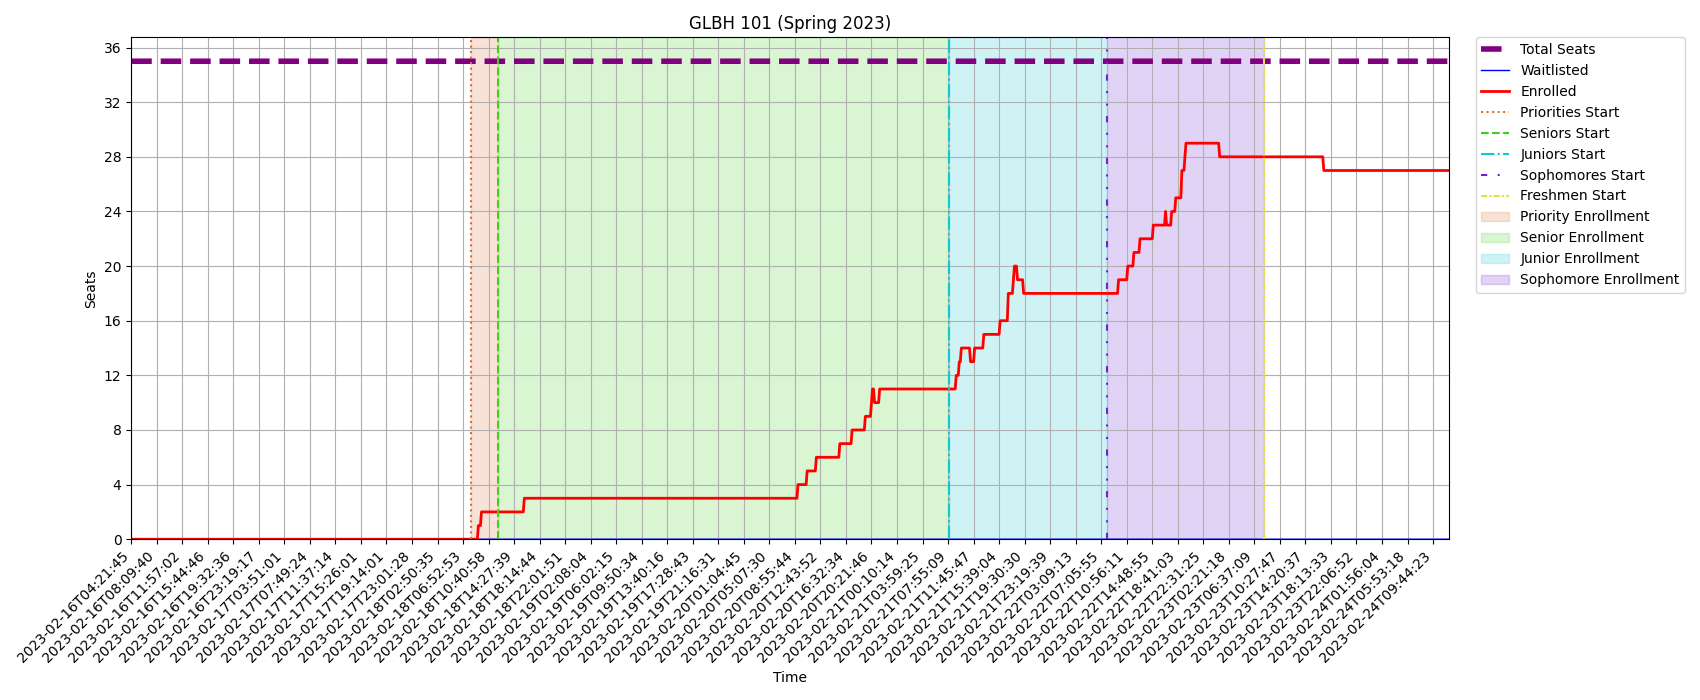 GLBH 101 (Spring 2023)
36
32
28
24
20
16
12
8
4
0
Seats
2023-02-16T04:21:45
2023-02-16T08:09:40
2023-02-16T11:57:02
2023-02-16T15:44:46
2023-02-16T19:32:36
2023-02-16T23:19:17
2023-02-17T03:51:01
2023-02-17T07:49:24
2023-02-17T11:37:14
2023-02-17T15:26:01
2023-02-17T19:14:01
2023-02-17T23:01:28
2023-02-18T02:50:35
2023-02-18T06:52:53
2023-02-18T10:40:58
2023-02-18T14:27:39
2023-02-18T18:14:44
2023-02-18T22:01:51
2023-02-19T02:08:04
2023-02-19T06:02:15
2023-02-19T09:50:34
2023-02-19T13:40:16
2023-02-19T17:28:43
2023-02-19T21:16:31
2023-02-20T01:04:45
2023-02-20T05:07:30
2023-02-20T08:55:44
2023-02-20T12:43:52
2023-02-20T16:32:34
2023-02-20T20:21:46
2023-02-21T00:10:14
2023-02-21T03:59:25
2023-02-21T07:55:09
2023-02-21T11:45:47
2023-02-21T15:39:04
2023-02-21T19:30:30
2023-02-21T23:19:39
2023-02-22T03:09:13
2023-02-22T07:05:55
2023-02-22T10:56:11
2023-02-22T14:48:55
2023-02-22T18:41:03
2023-02-22T22:31:25
2023-02-23T02:21:18
2023-02-23T06:37:09
2023-02-23T10:27:47
2023-02-23T14:20:37
2023-02-23T18:13:33
2023-02-23T22:06:52
2023-02-24T01:56:04
2023-02-24T05:53:18
2023-02-24T09:44:23
Time
Total Seats
Waitlisted
Enrolled
Priorities Start
Seniors Start
Juniors Start
Sophomores Start
Freshmen Start
Priority Enrollment
Senior Enrollment
Junior Enrollment
Sophomore Enrollment